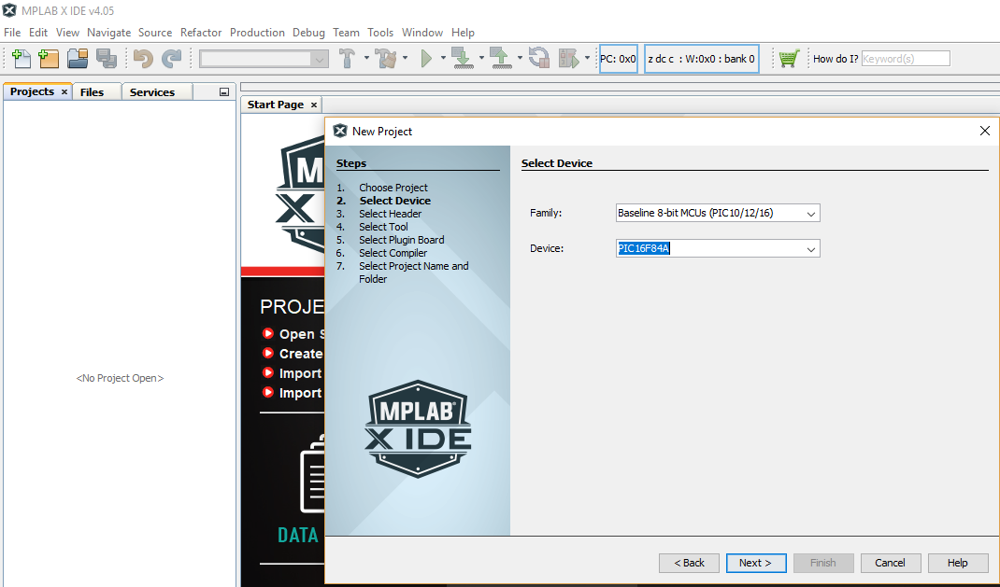 MPLAB X IDE v4.05
File Edit View Navigate Source Refactor Production Debug Team Tools Window Help
PC: 0x0 z dc c : W:0x0 : bank 0 How do I? Keyword(s)
Projects × Files Services
Start Page ×
New Project
Steps
1. Choose Project
2. Select Device
3. Select Header
4. Select Tool
5. Select Plugin Board
6. Select Compiler
7. Select Project Name and
Folder
Select Device
Family: Baseline 8-bit MCUs (PIC10/12/16)
Device: PIC16F84A
M
X
PROJE
Open S
Create
Import
Import
<No Project Open>
MPLAB®
X IDE
DATA
< Back Next > Finish Cancel Help